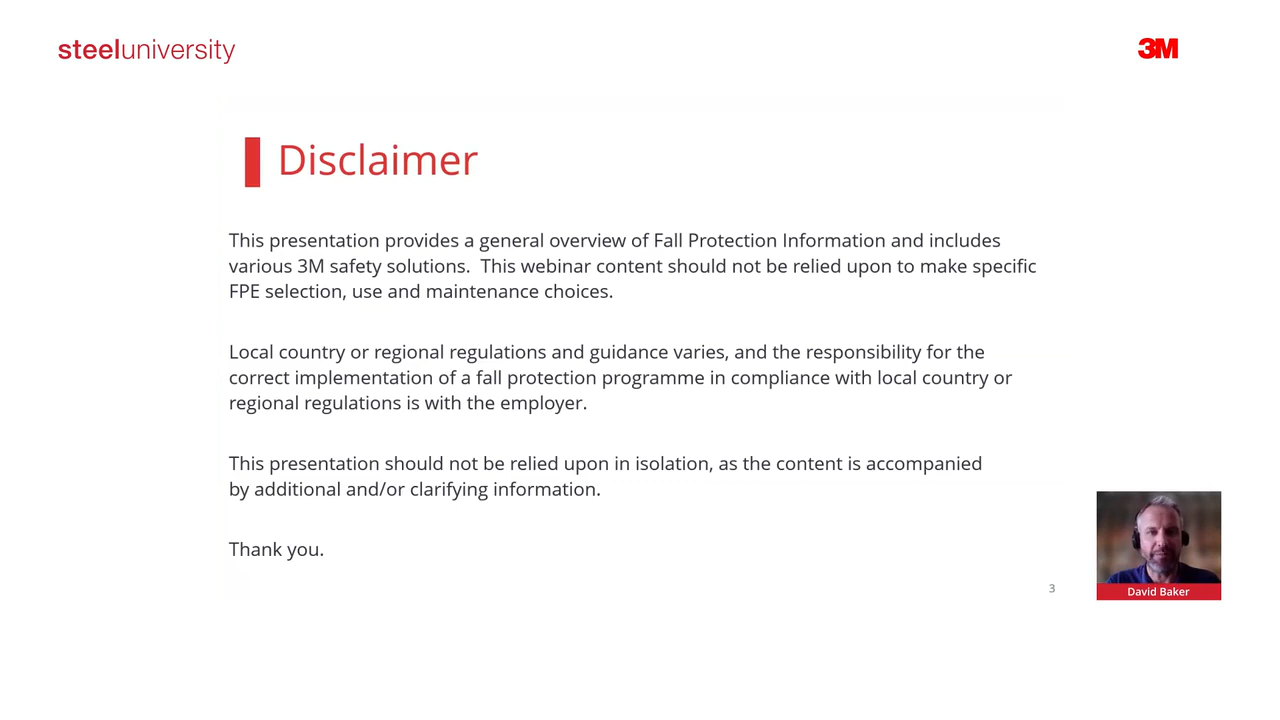 steeluniversity
3M
Disclaimer
This presentation provides a general overview of Fall Protection Information and includes
various 3M safety solutions.  This webinar content should not be relied upon to make specific
FPE selection, use and maintenance choices.
Local country or regional regulations and guidance varies, and the responsibility for the
correct implementation of a fall protection programme in compliance with local country or
regional regulations is with the employer.
This presentation should not be relied upon in isolation, as the content is accompanied
by additional and/or clarifying information.
Thank you.
3
David Baker